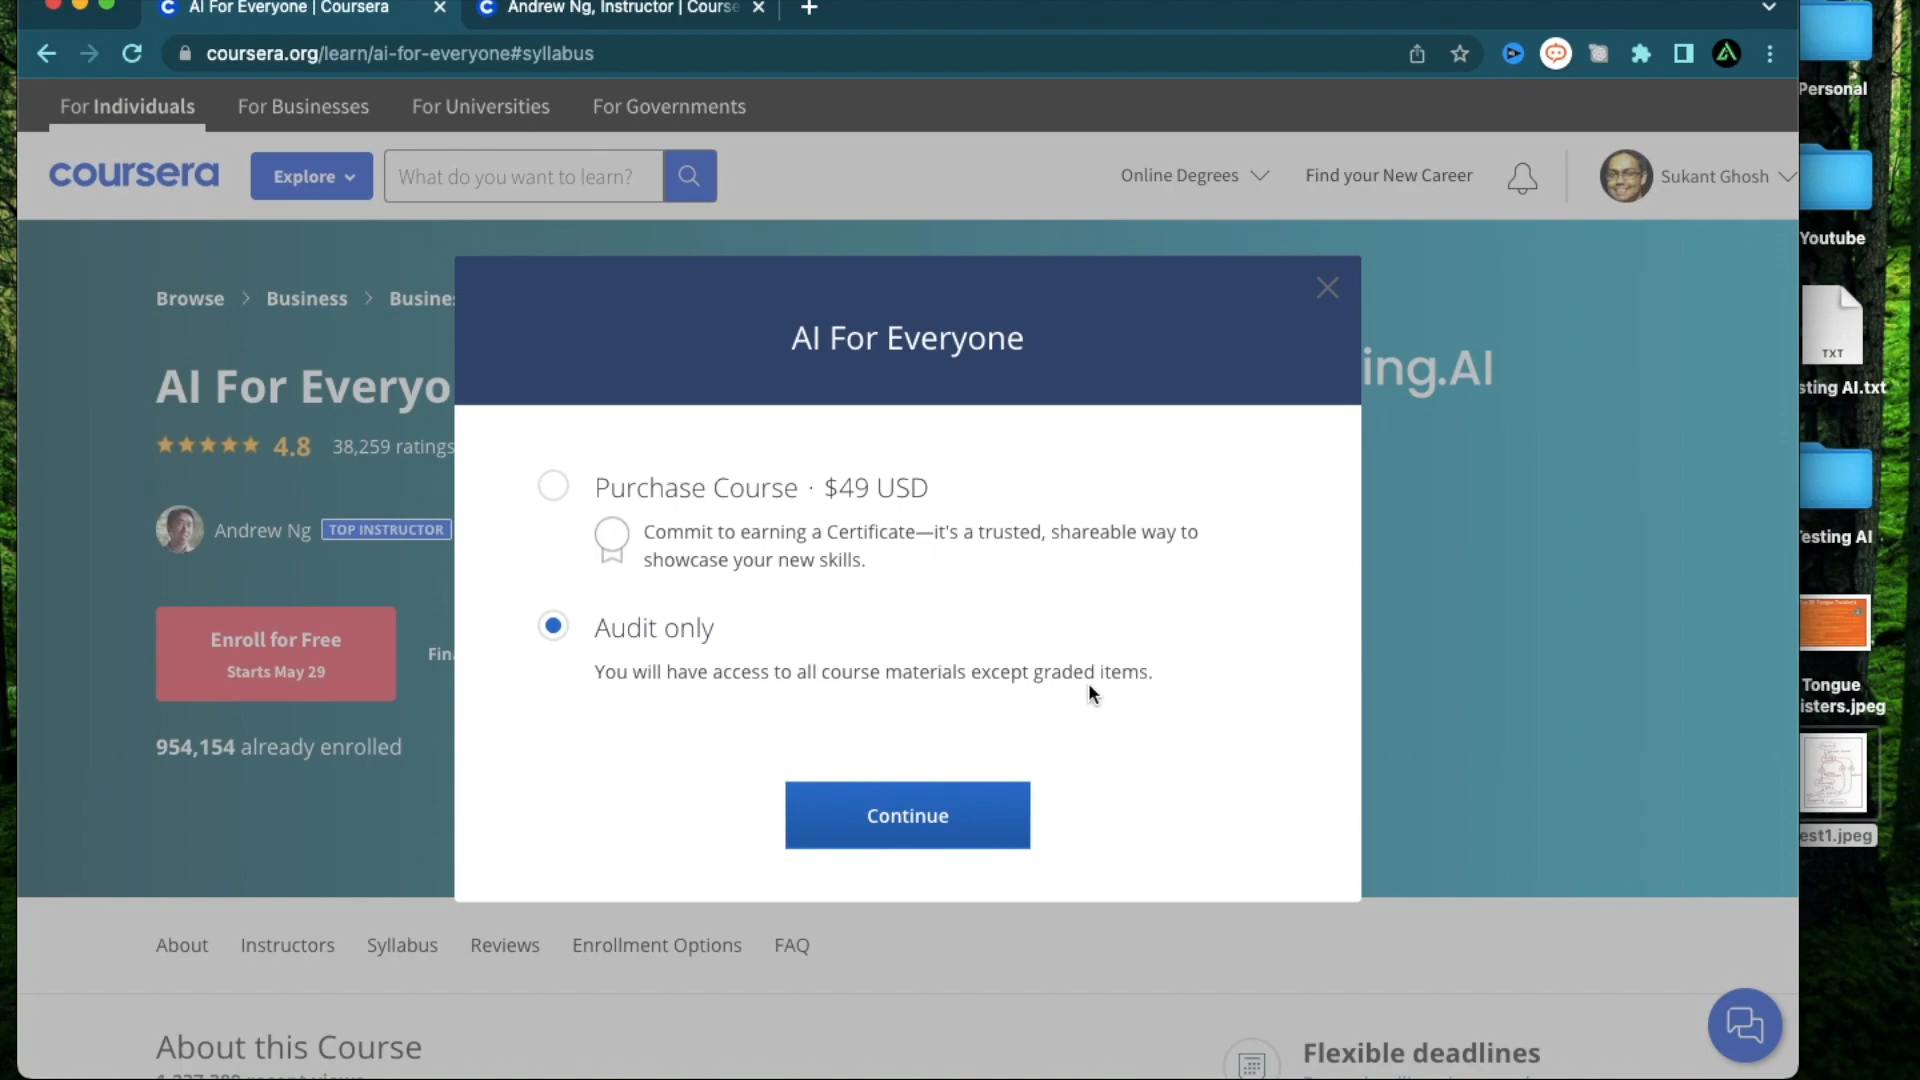 AI For Everyone | Coursera
Andrew Ng, Instructor | Course
coursera.org/learn/ai-for-everyone#syllabus
For Individuals
For Businesses
For Universities
For Governments
coursera
Explore
What do you want to learn?
Online Degrees
Find your New Career
Sukant Ghosh
Browse > Business > Busine
AI For Everyo
4.8 38,259 ratings
Andrew Ng TOP INSTRUCTOR
Enroll for Free
Starts May 29
Fin
954,154 already enrolled
ing.AI
AI For Everyone
Purchase Course · $49 USD
Commit to earning a Certificate—it's a trusted, shareable way to
showcase your new skills.
Audit only
You will have access to all course materials except graded items.
Continue
About
Instructors
Syllabus
Reviews
Enrollment Options
FAQ
About this Course
Flexible deadlines
Personal
Youtube
TXT
sting AI.txt
esting AI
Tongue
isters.jpeg
est1.jpeg